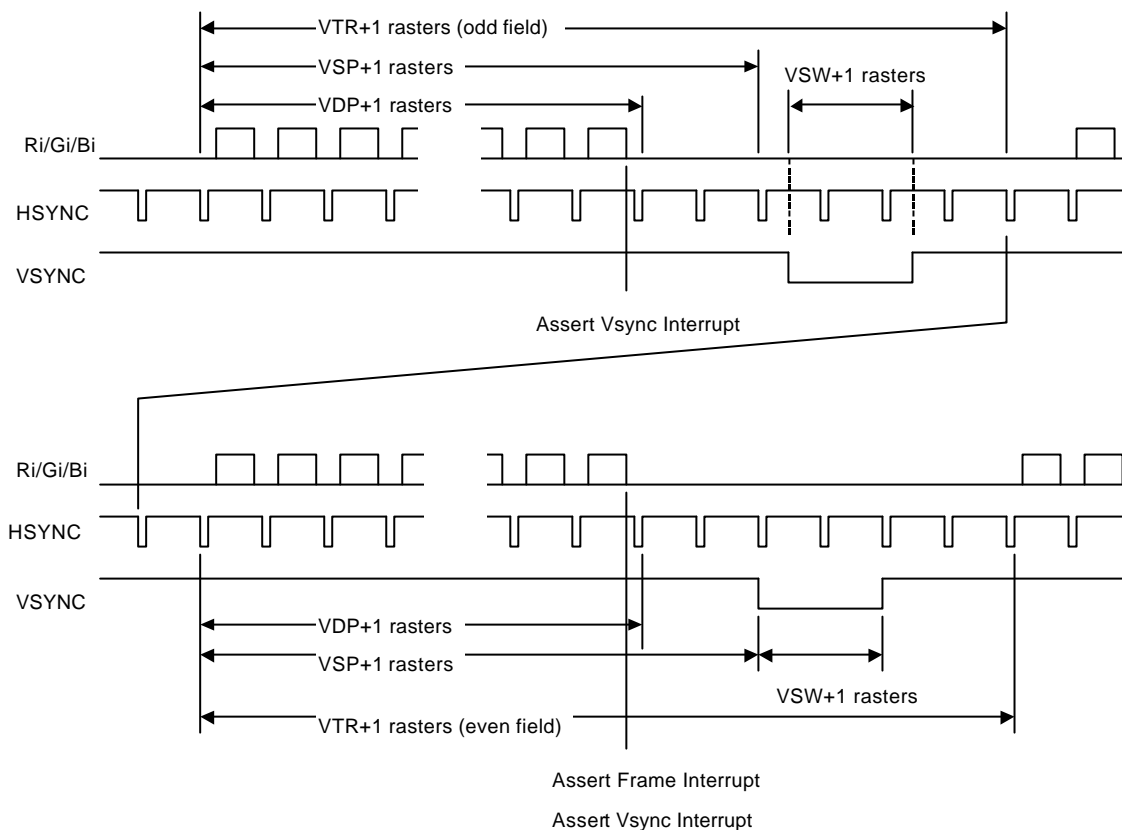 VTR+1 rasters (odd field)
VSP+1 rasters
VSW+1 rasters
VDP+1 rasters
Ri/Gi/Bi
HSYNC
VSYNC
Assert Vsync Interrupt
Ri/Gi/Bi
HSYNC
VSYNC
VDP+1 rasters
VSP+1 rasters
VSW+1 rasters
VTR+1 rasters (even field)
Assert Frame Interrupt
Assert Vsync Interrupt